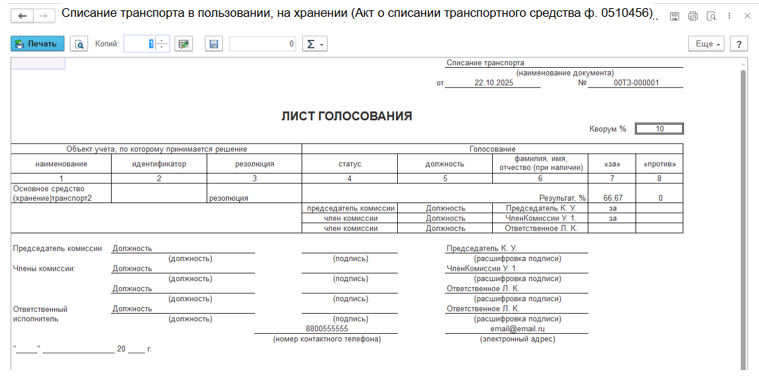 Списание транспорта в пользовании, на хранении (Акт о списании транспортного средства ф. 0510456)
Печать Копий: 1 0 Σ Еще ?
Списание транспорта
(наименование документа)
от 22.10.2025 № 00ТЗ-000001
ЛИСТ ГОЛОСОВАНИЯ
Кворум % 10
Объект учета, по которому принимается решение Голосование
наименование идентификатор резолюция статус должность фамилия, имя, отчество (при наличии) «за» «против»
1 2 3 4 5 6 7 8
Основное средство
(хранение)транспорт2 резолюция Результат, % 66,67 0
председатель комиссии Должность Председатель К. У. за
член комиссии Должность ЧленКомиссии У. 1. за
член комиссии Должность Ответственное Л. К.
Председатель комиссии Должность Председатель К. У.
(должность) (подпись) (расшифровка подписи)
Члены комиссии: Должность ЧленКомиссии У. 1.
(должность) (подпись) (расшифровка подписи)
Должность Ответственное Л. К.
(должность) (подпись) (расшифровка подписи)
Ответственный Должность Ответственное Л. К.
исполнитель (должность) (подпись) (расшифровка подписи)
8800555555 email@email.ru
(номер контактного телефона) (электронный адрес)
"_____" __________________ 20 ____ г.